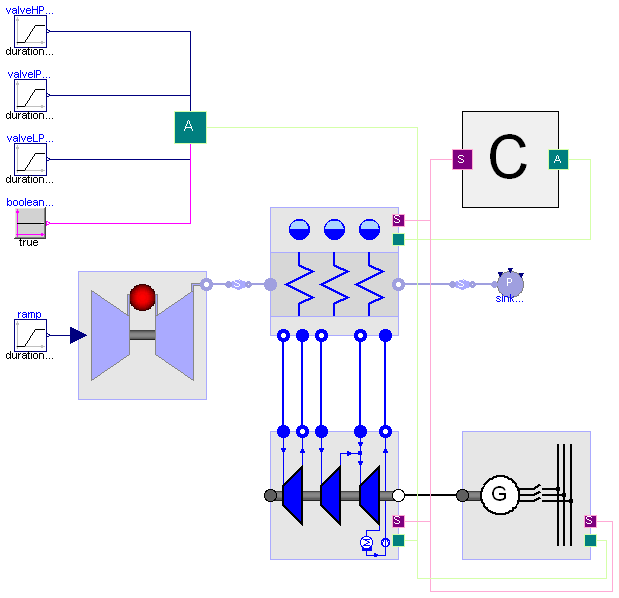 valveHP...
duration...
valveIP...
duration...
A
valveLP...
duration...
S
C
A
boolean...
true
S
S
S
P
sink...
ramp
duration...
G
S
S
M